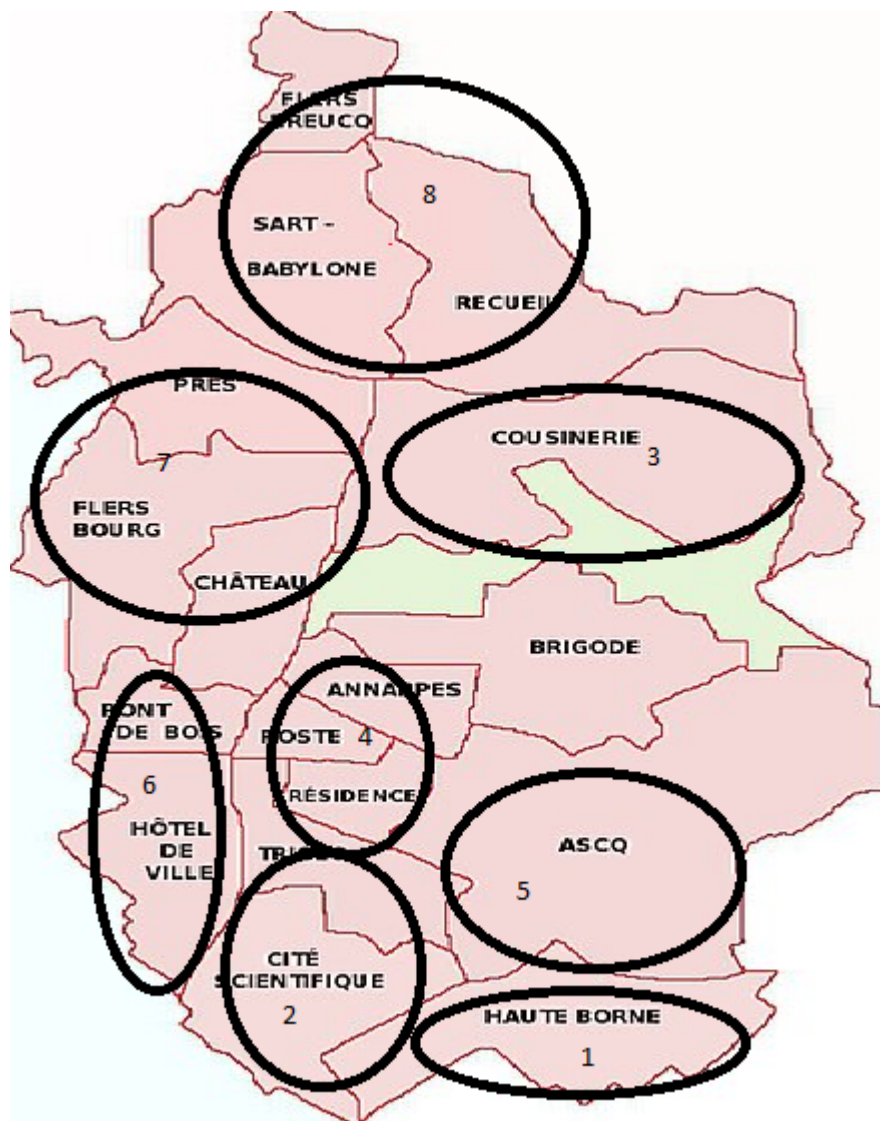 FLERS
BREUCQ
8
SART -
BABYLONE
RECUEIL
PRES
COUSINERIE
3
7
FLERS
BOURG
CHÂTEAU
BRIGODE
ANNAPPES
PONT
DE BOIS
POSTE
4
6
RÉSIDENCE
HÔTEL
DE
VILLE
ASCQ
5
CITÉ
SCIENTIFIQUE
2
HAUTE BORNE
1